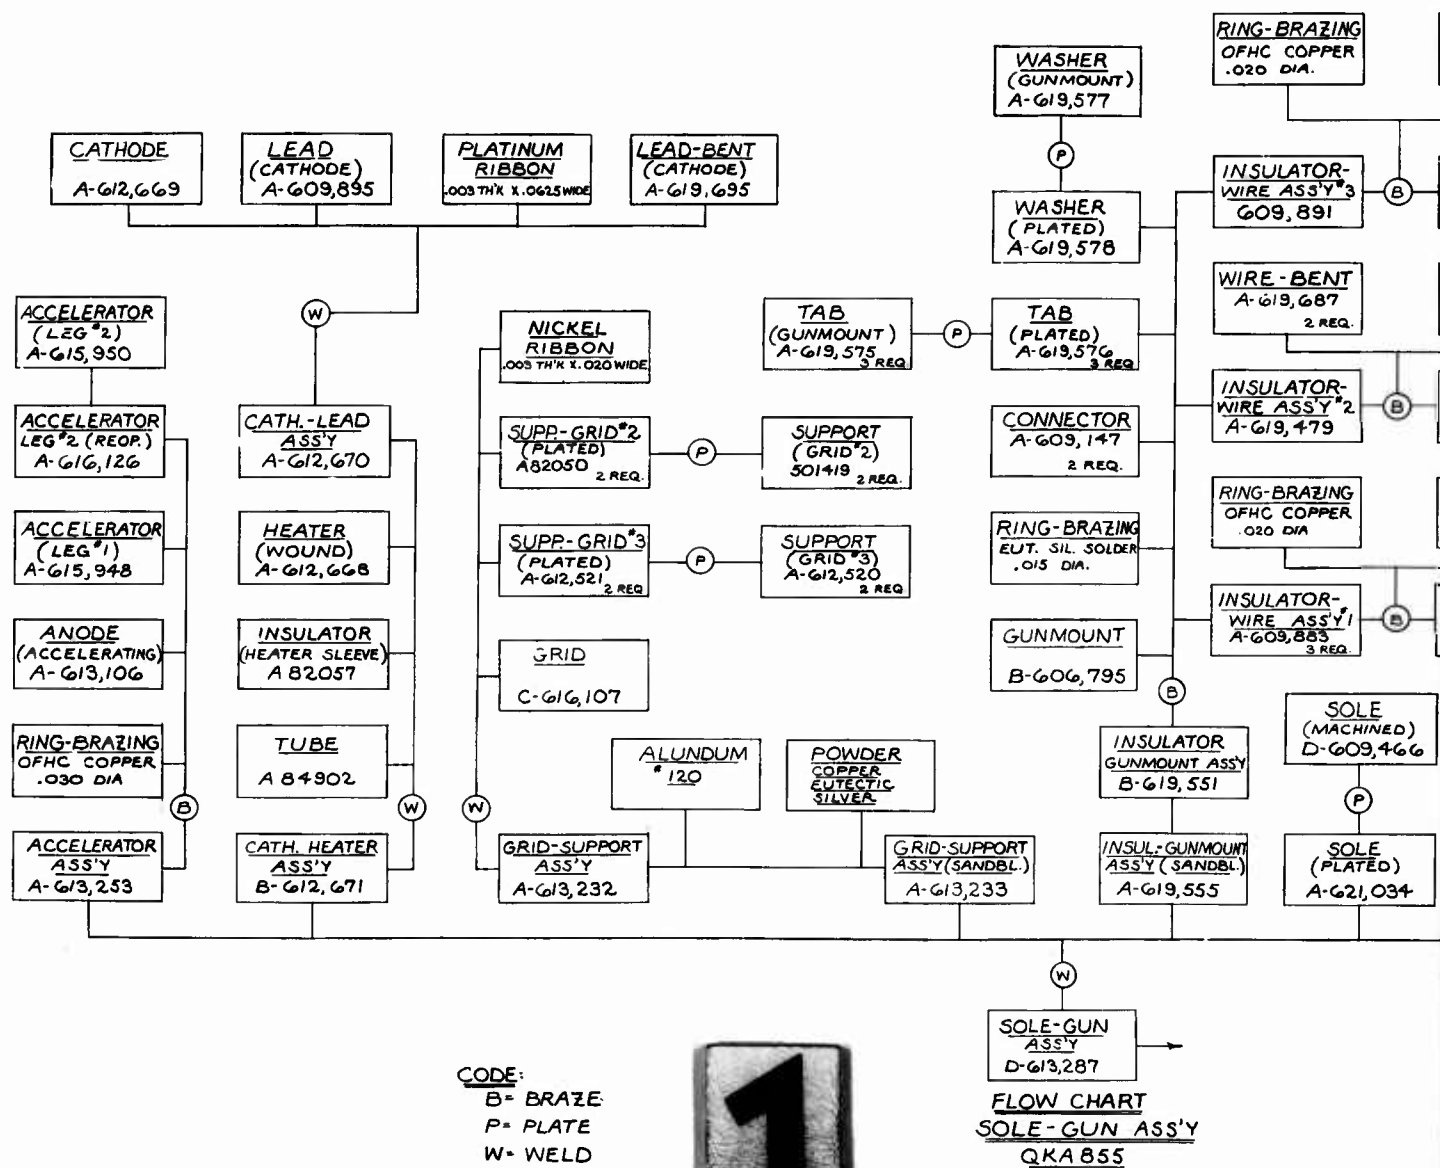 RING-BRAZING
OFHC COPPER
.020 DIA.
WASHER
(GUNMOUNT)
A-619,577
P
CATHODE
A-612,669
LEAD
(CATHODE)
A-609,895
PLATINUM
RIBBON
.003 TH'K X .0625 WIDE
LEAD-BENT
(CATHODE)
A-619,695
INSULATOR-
WIRE ASS'Y #3
609,891
B
WASHER
(PLATED)
A-619,578
WIRE-BENT
A-619,687
2 REQ.
ACCELERATOR
(LEG #2)
A-615,950
W
NICKEL
RIBBON
.003 TH'K X .020 WIDE
TAB
(GUNMOUNT)
A-619,575
3 REQ
P
TAB
(PLATED)
A-619,576
3 REQ
INSULATOR-
WIRE ASS'Y #2
A-619,479
B
ACCELERATOR
LEG #2 (REOP.)
A-616,126
CATH.-LEAD
ASS'Y
A-612,670
SUPP.-GRID #2
(PLATED)
A82050
2 REQ.
P
SUPPORT
(GRID #2)
501419
2 REQ.
CONNECTOR
A-609,147
2 REQ.
RING-BRAZING
OFHC COPPER
.020 DIA
ACCELERATOR
(LEG #1)
A-615,948
HEATER
(WOUND)
A-612,668
SUPP.-GRID #3
(PLATED)
A-612,521
2 REQ
P
SUPPORT
(GRID #3)
A-612,520
2 REQ
RING-BRAZING
EUT. SIL. SOLDER
.015 DIA.
INSULATOR-
WIRE ASS'Y #1
A-609,883
3 REQ.
B
ANODE
(ACCELERATING)
A-613,106
INSULATOR
(HEATER SLEEVE)
A 82057
GRID
C-616,107
GUNMOUNT
B-606,795
B
RING-BRAZING
OFHC COPPER
.030 DIA
TUBE
A 84902
ALUNDUM
#120
POWDER
COPPER
EUTECTIC
SILVER
INSULATOR
GUNMOUNT ASS'Y
B-619,551
SOLE
(MACHINED)
D-609,466
P
B
W
W
ACCELERATOR
ASS'Y
A-613,253
CATH. HEATER
ASS'Y
B-612,671
GRID-SUPPORT
ASS'Y
A-613,232
GRID-SUPPORT
ASS'Y (SANDBL.)
A-613,233
INSUL.-GUNMOUNT
ASS'Y (SANDBL.)
A-619,555
SOLE
(PLATED)
A-621,034
W
SOLE-GUN
ASS'Y
D-613,287
CODE:
B= BRAZE
P= PLATE
W= WELD
1
FLOW CHART
SOLE-GUN ASS'Y
QKA 855